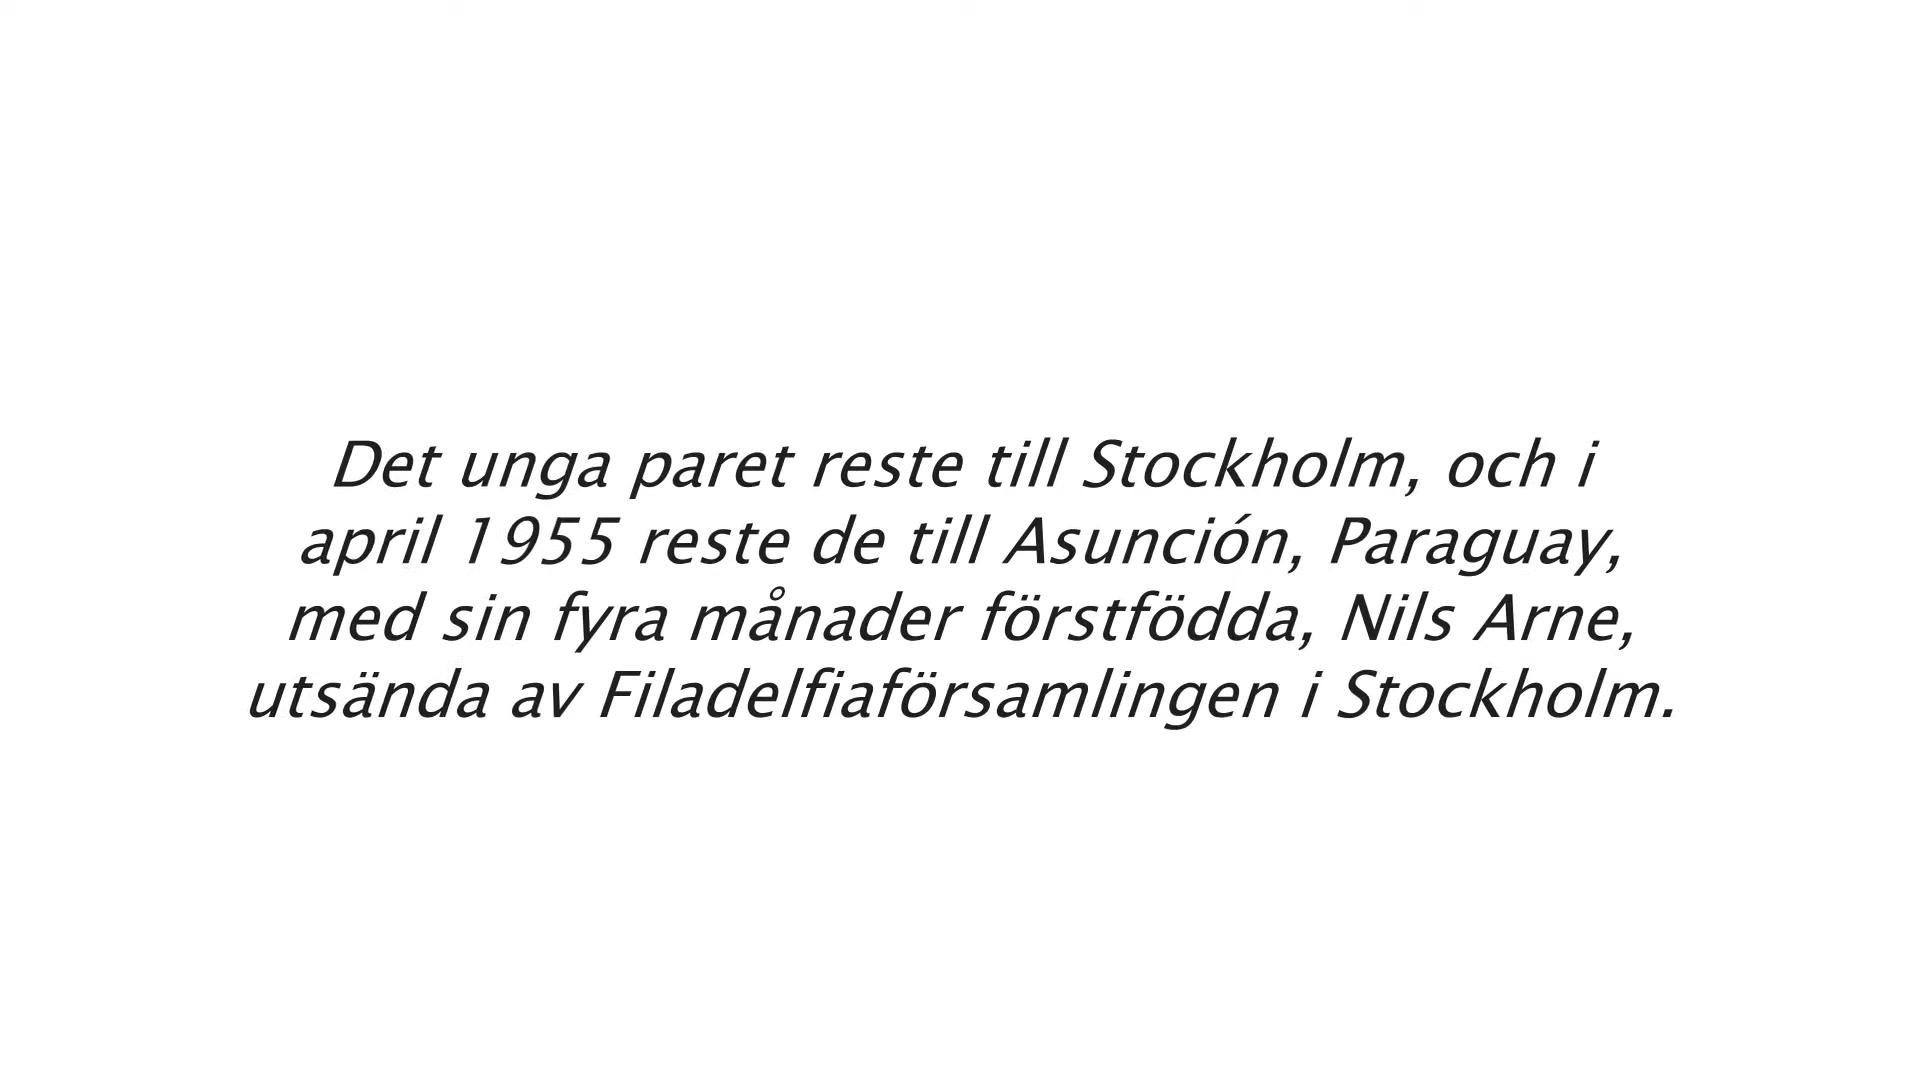 Det unga paret reste till Stockholm, och i
april 1955 reste de till Asunción, Paraguay,
med sin fyra månader förstfödda, Nils Arne,
utsända av Filadelfiaförsamlingen i Stockholm.